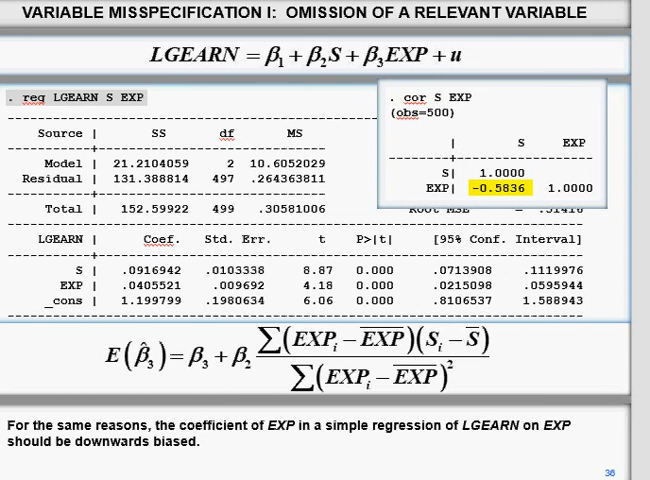 VARIABLE MISSPECIFICATION I: OMISSION OF A RELEVANT VARIABLE
LGEARN = β₁ + β₂S + β₃EXP + u
. reg LGEARN S EXP
Source | SS df MS
Model | 21.2104059 2 10.6052029
Residual | 131.388814 497 .264363811
Total | 152.59922 499 .30581006
. cor S EXP
(obs=500)
| S EXP
S| 1.0000
EXP| -0.5836 1.0000
LGEARN | Coef. Std. Err. t P>|t| [95% Conf. Interval]
S | .0916942 .0103338 8.87 0.000 .0713908 .1119976
EXP | .0405521 .009692 4.18 0.000 .0215098 .0595944
_cons | 1.199799 .1980634 6.06 0.000 .8106537 1.588943
E(β̂₃) = β₃ + β₂ ∑(EXPᵢ − E̅X̅P̅)(Sᵢ − S̅) / ∑(EXPᵢ − E̅X̅P̅)²
For the same reasons, the coefficient of EXP in a simple regression of LGEARN on EXP
should be downwards biased.
36